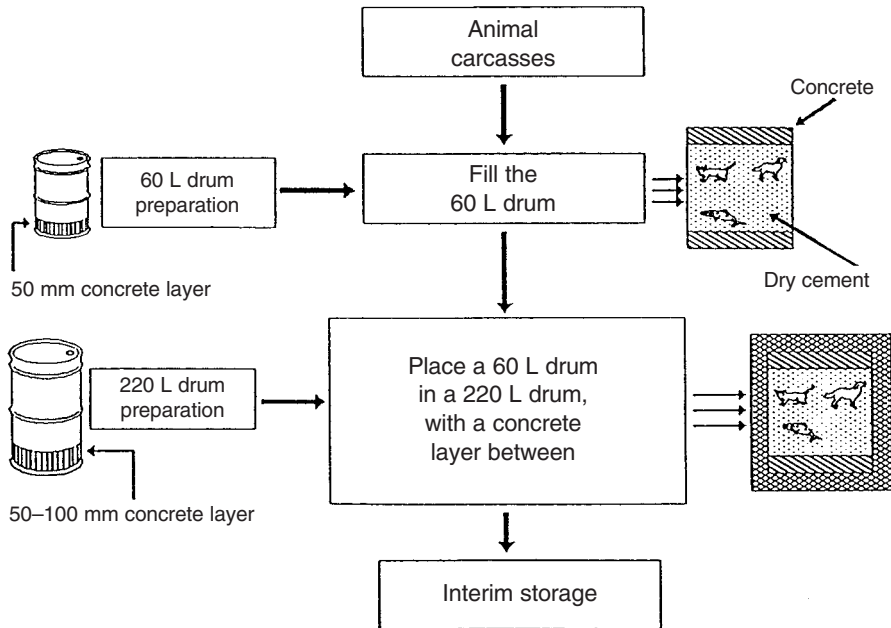 Animal
carcasses
Concrete
60 L drum
preparation
Fill the
60 L drum
50 mm concrete layer
Dry cement
220 L drum
preparation
Place a 60 L drum
in a 220 L drum,
with a concrete
layer between
50–100 mm concrete layer
Interim storage